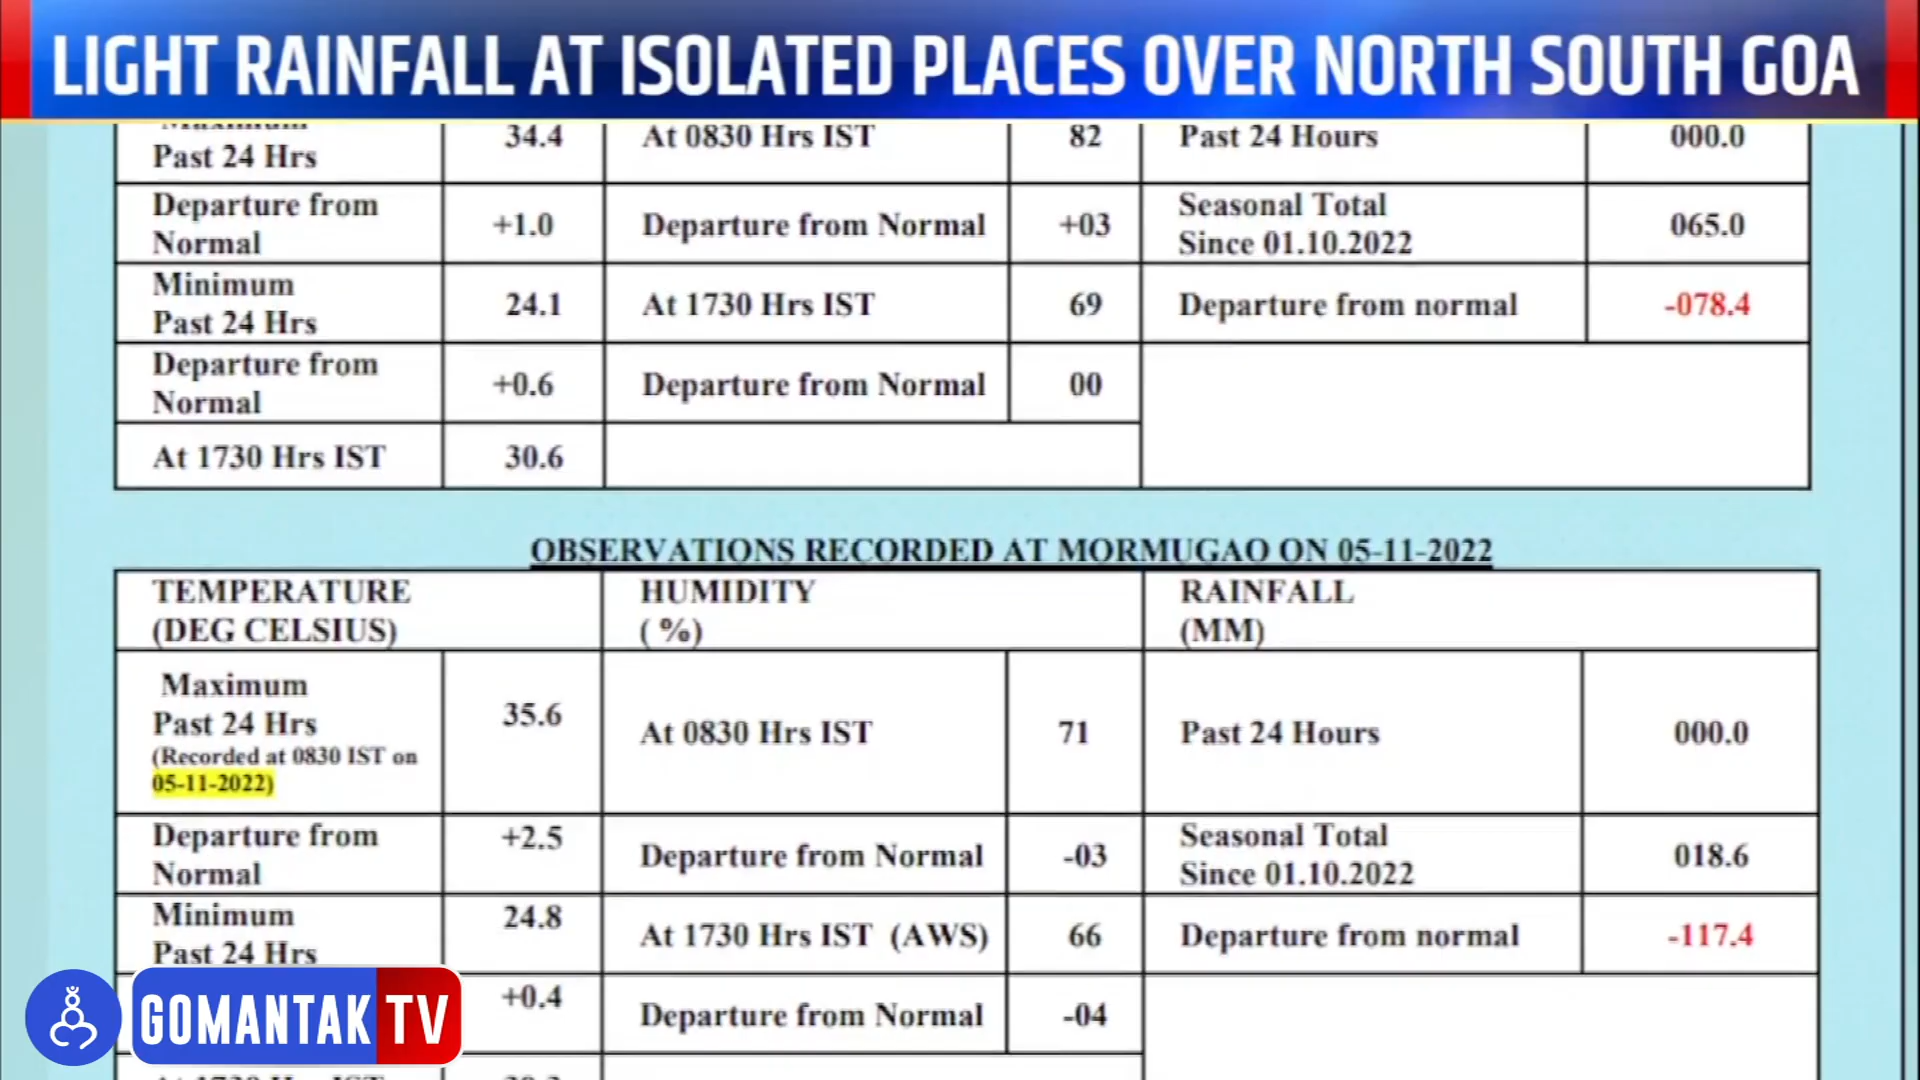 LIGHT RAINFALL AT ISOLATED PLACES OVER NORTH SOUTH GOA
Maximum
Past 24 Hrs
34.4
At 0830 Hrs IST
82
Past 24 Hours
000.0
Departure from
Normal
+1.0
Departure from Normal
+03
Seasonal Total
Since 01.10.2022
065.0
Minimum
Past 24 Hrs
24.1
At 1730 Hrs IST
69
Departure from normal
-078.4
Departure from
Normal
+0.6
Departure from Normal
00
At 1730 Hrs IST
30.6
OBSERVATIONS RECORDED AT MORMUGAO ON 05-11-2022
TEMPERATURE
(DEG CELSIUS)
HUMIDITY
( %)
RAINFALL
(MM)
Maximum
Past 24 Hrs
(Recorded at 0830 IST on
05-11-2022)
35.6
At 0830 Hrs IST
71
Past 24 Hours
000.0
Departure from
Normal
+2.5
Departure from Normal
-03
Seasonal Total
Since 01.10.2022
018.6
Minimum
Past 24 Hrs
24.8
At 1730 Hrs IST (AWS)
66
Departure from normal
-117.4
+0.4
Departure from Normal
-04
At 1730 Hrs IST
GOMANTAK TV